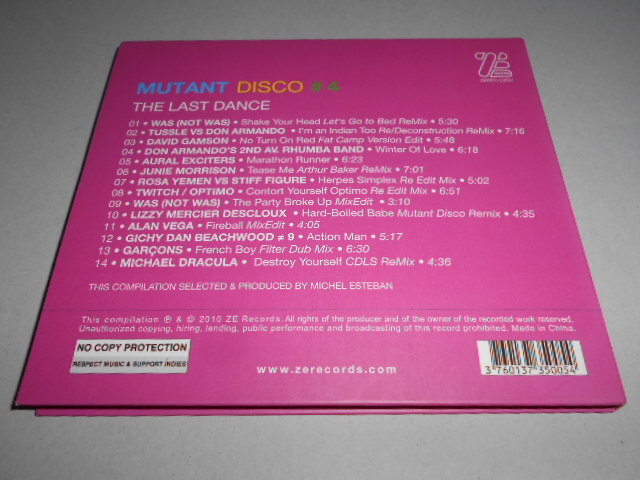 ZE
MUTANT DISCO # 4
THE LAST DANCE
01 • WAS (NOT WAS) • Shake Your Head Let's Go to Bed ReMix • 5:30
02 • TUSSLE VS DON ARMANDO • I'm an Indian Too Re/Deconstruction ReMix • 7:16
03 • DAVID GAMSON • No Turn On Red Fat Camp Version Edit • 5:48
04 • DON ARMANDO'S 2ND AV. RHUMBA BAND • Winter Of Love • 6:18
05 • AURAL EXCITERS • Marathon Runner • 6:23
06 • JUNIE MORRISON • Tease Me Arthur Baker ReMix • 7:01
07 • ROSA YEMEN VS STIFF FIGURE • Herpes Simplex Re Edit Mix • 5:02
08 • TWITCH / OPTIMO • Contort Yourself Optimo Re Edit Mix • 6:51
09 • WAS (NOT WAS) • The Party Broke Up MixEdit • 3:10
10 • LIZZY MERCIER DESCLOUX • Hard-Boiled Babe Mutant Disco Remix • 4:35
11 • ALAN VEGA • Fireball MixEdit • 4:05
12 • GICHY DAN BEACHWOOD ≠ 9 • Action Man • 5:17
13 • GARÇONS • French Boy Filter Dub Mix • 6:30
14 • MICHAEL DRACULA • Destroy Yourself CDLS ReMix • 4:36
THIS COMPILATION SELECTED & PRODUCED BY MICHEL ESTEBAN
This compilation ℗ & © 2010 ZE Records. All rights of the producer and of the owner of the recorded work reserved.
Unauthorized copying, hiring, lending, public performance and broadcasting of this record prohibited. Made in China.
NO COPY PROTECTION
RESPECT MUSIC & SUPPORT INDIES
www.zerecords.com
3 760137 350054